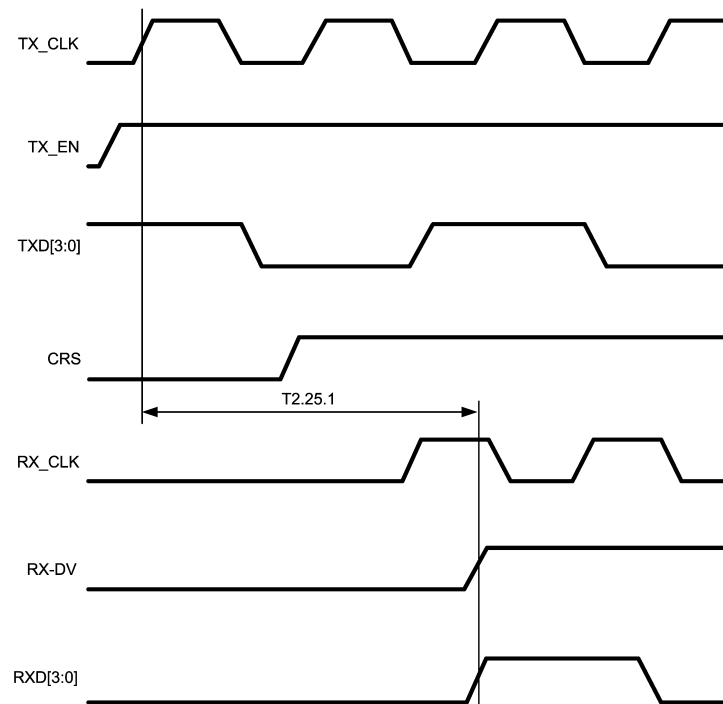 TX_CLK
TX_EN
TXD[3:0]
CRS
T2.25.1
RX_CLK
RX-DV
RXD[3:0]